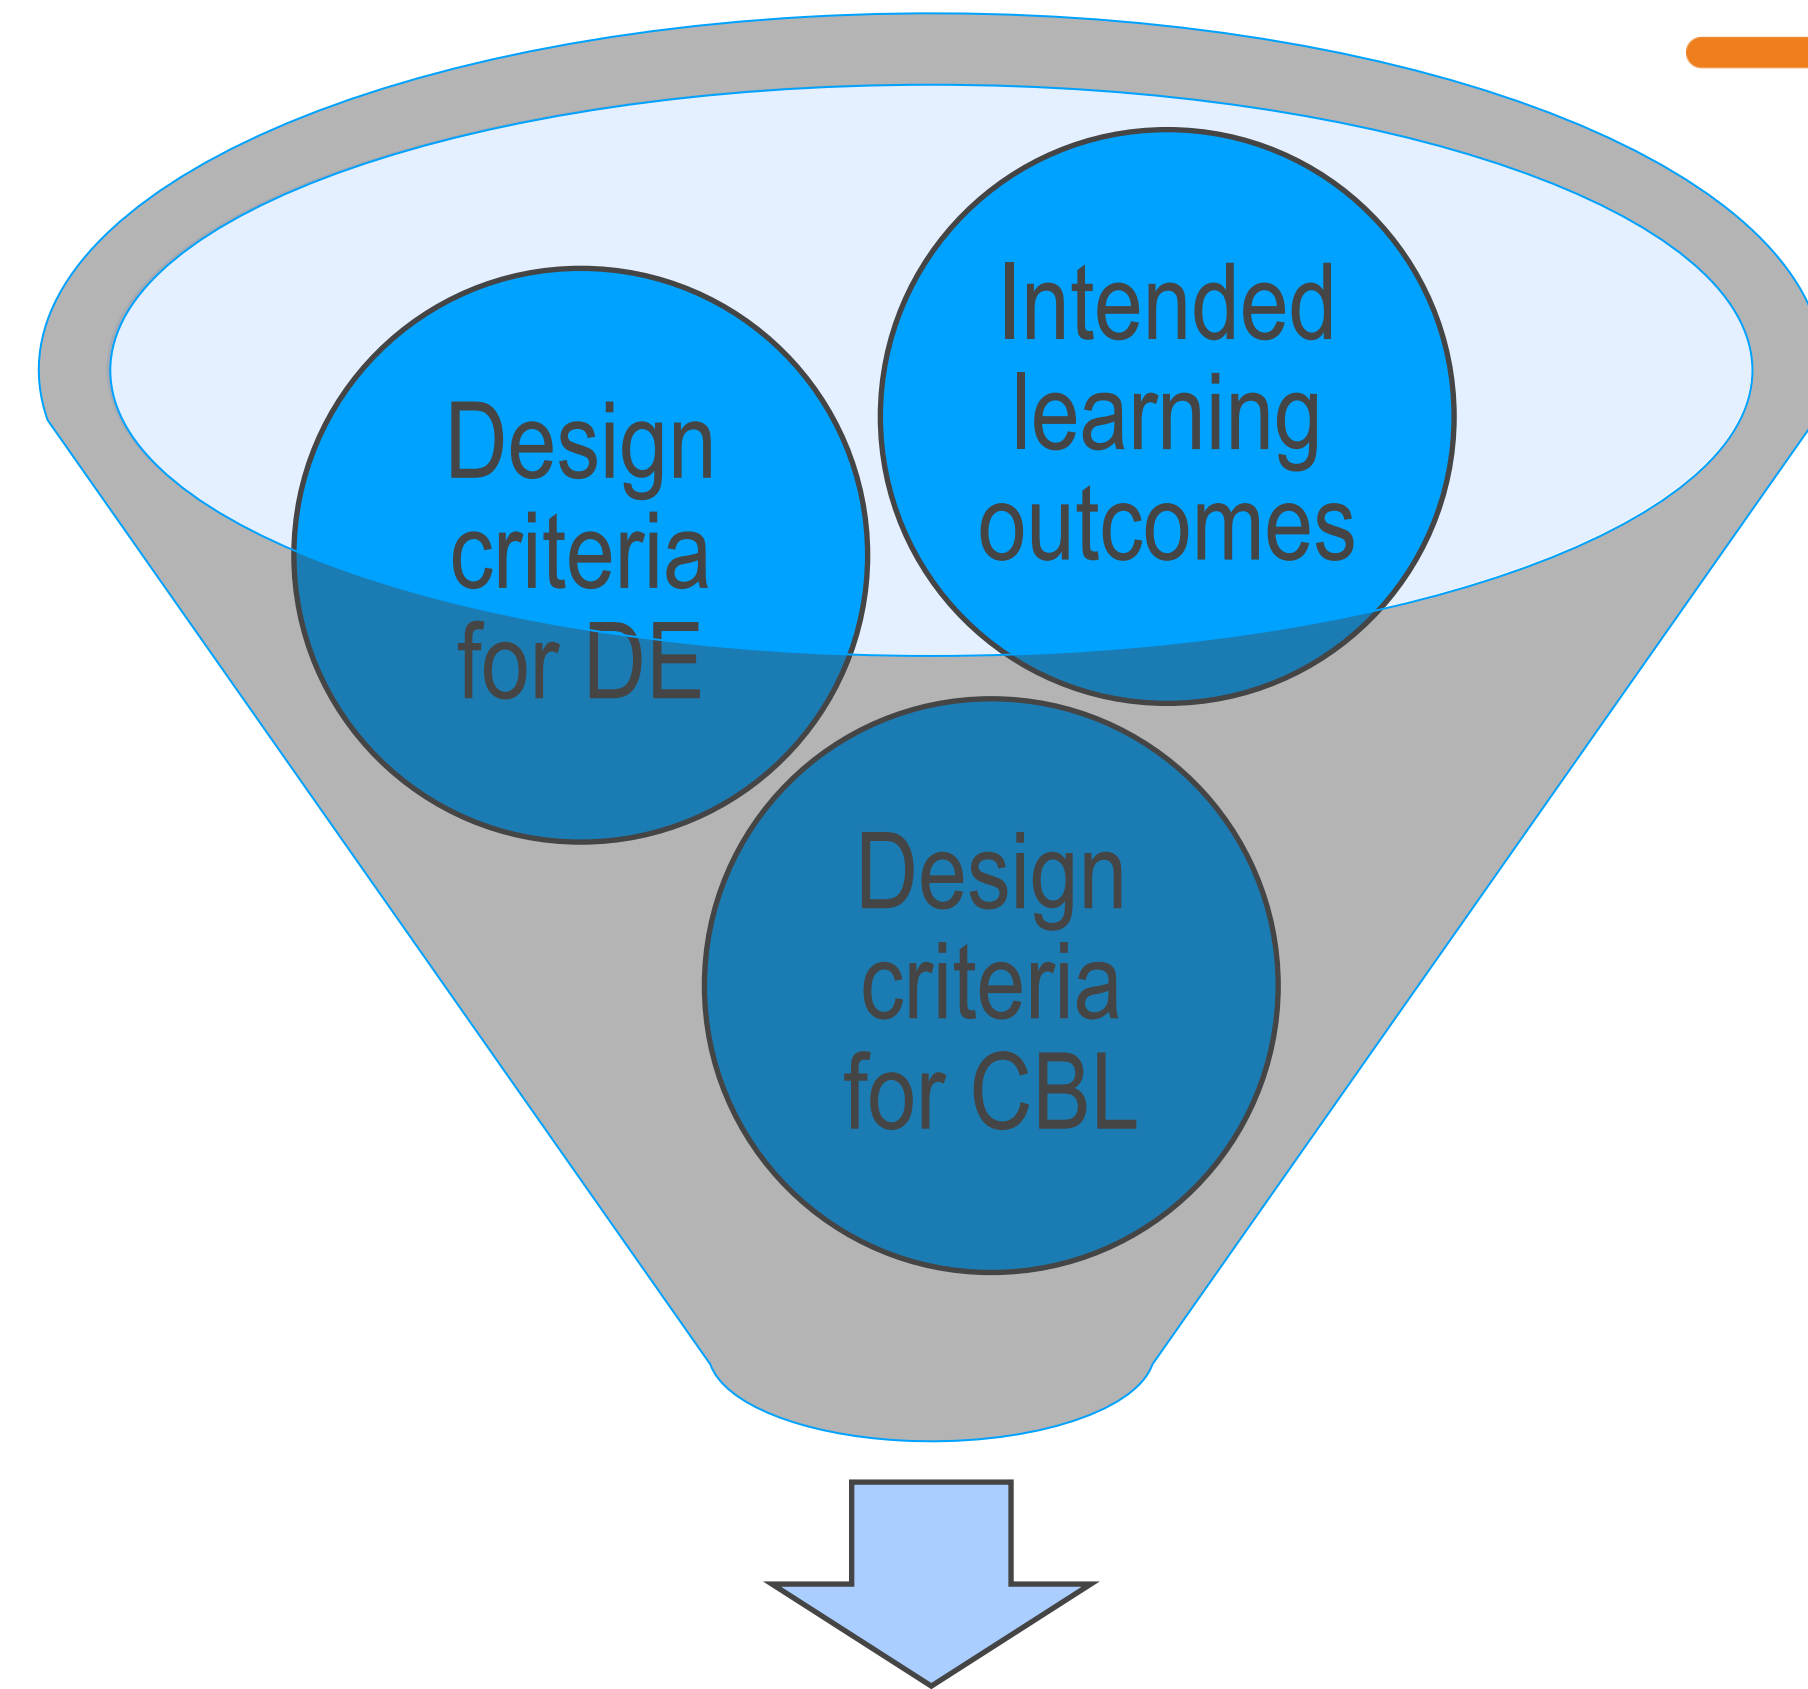 Intended
learning
outcomes
Design
criteria
for DE
Design
criteria
for CBL